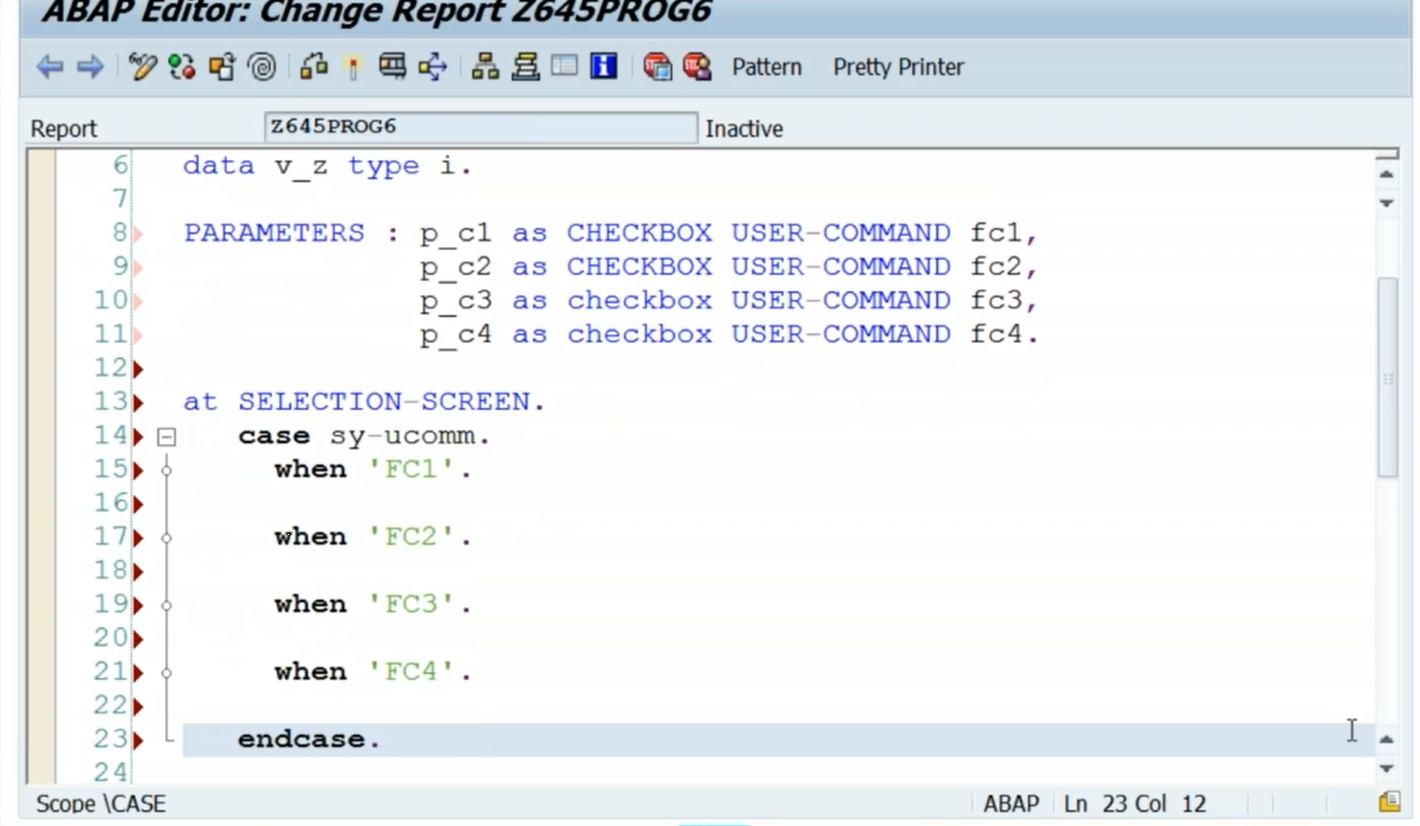 ABAP Editor: Change Report Z645PROG6
Pattern Pretty Printer
Report Z645PROG6 Inactive
6 data v_z type i.
7
8 PARAMETERS : p_c1 as CHECKBOX USER-COMMAND fc1,
9 p_c2 as CHECKBOX USER-COMMAND fc2,
10 p_c3 as checkbox USER-COMMAND fc3,
11 p_c4 as checkbox USER-COMMAND fc4.
12
13 at SELECTION-SCREEN.
14 case sy-ucomm.
15 when 'FC1'.
16
17 when 'FC2'.
18
19 when 'FC3'.
20
21 when 'FC4'.
22
23 endcase.
24
Scope \CASE ABAP Ln 23 Col 12